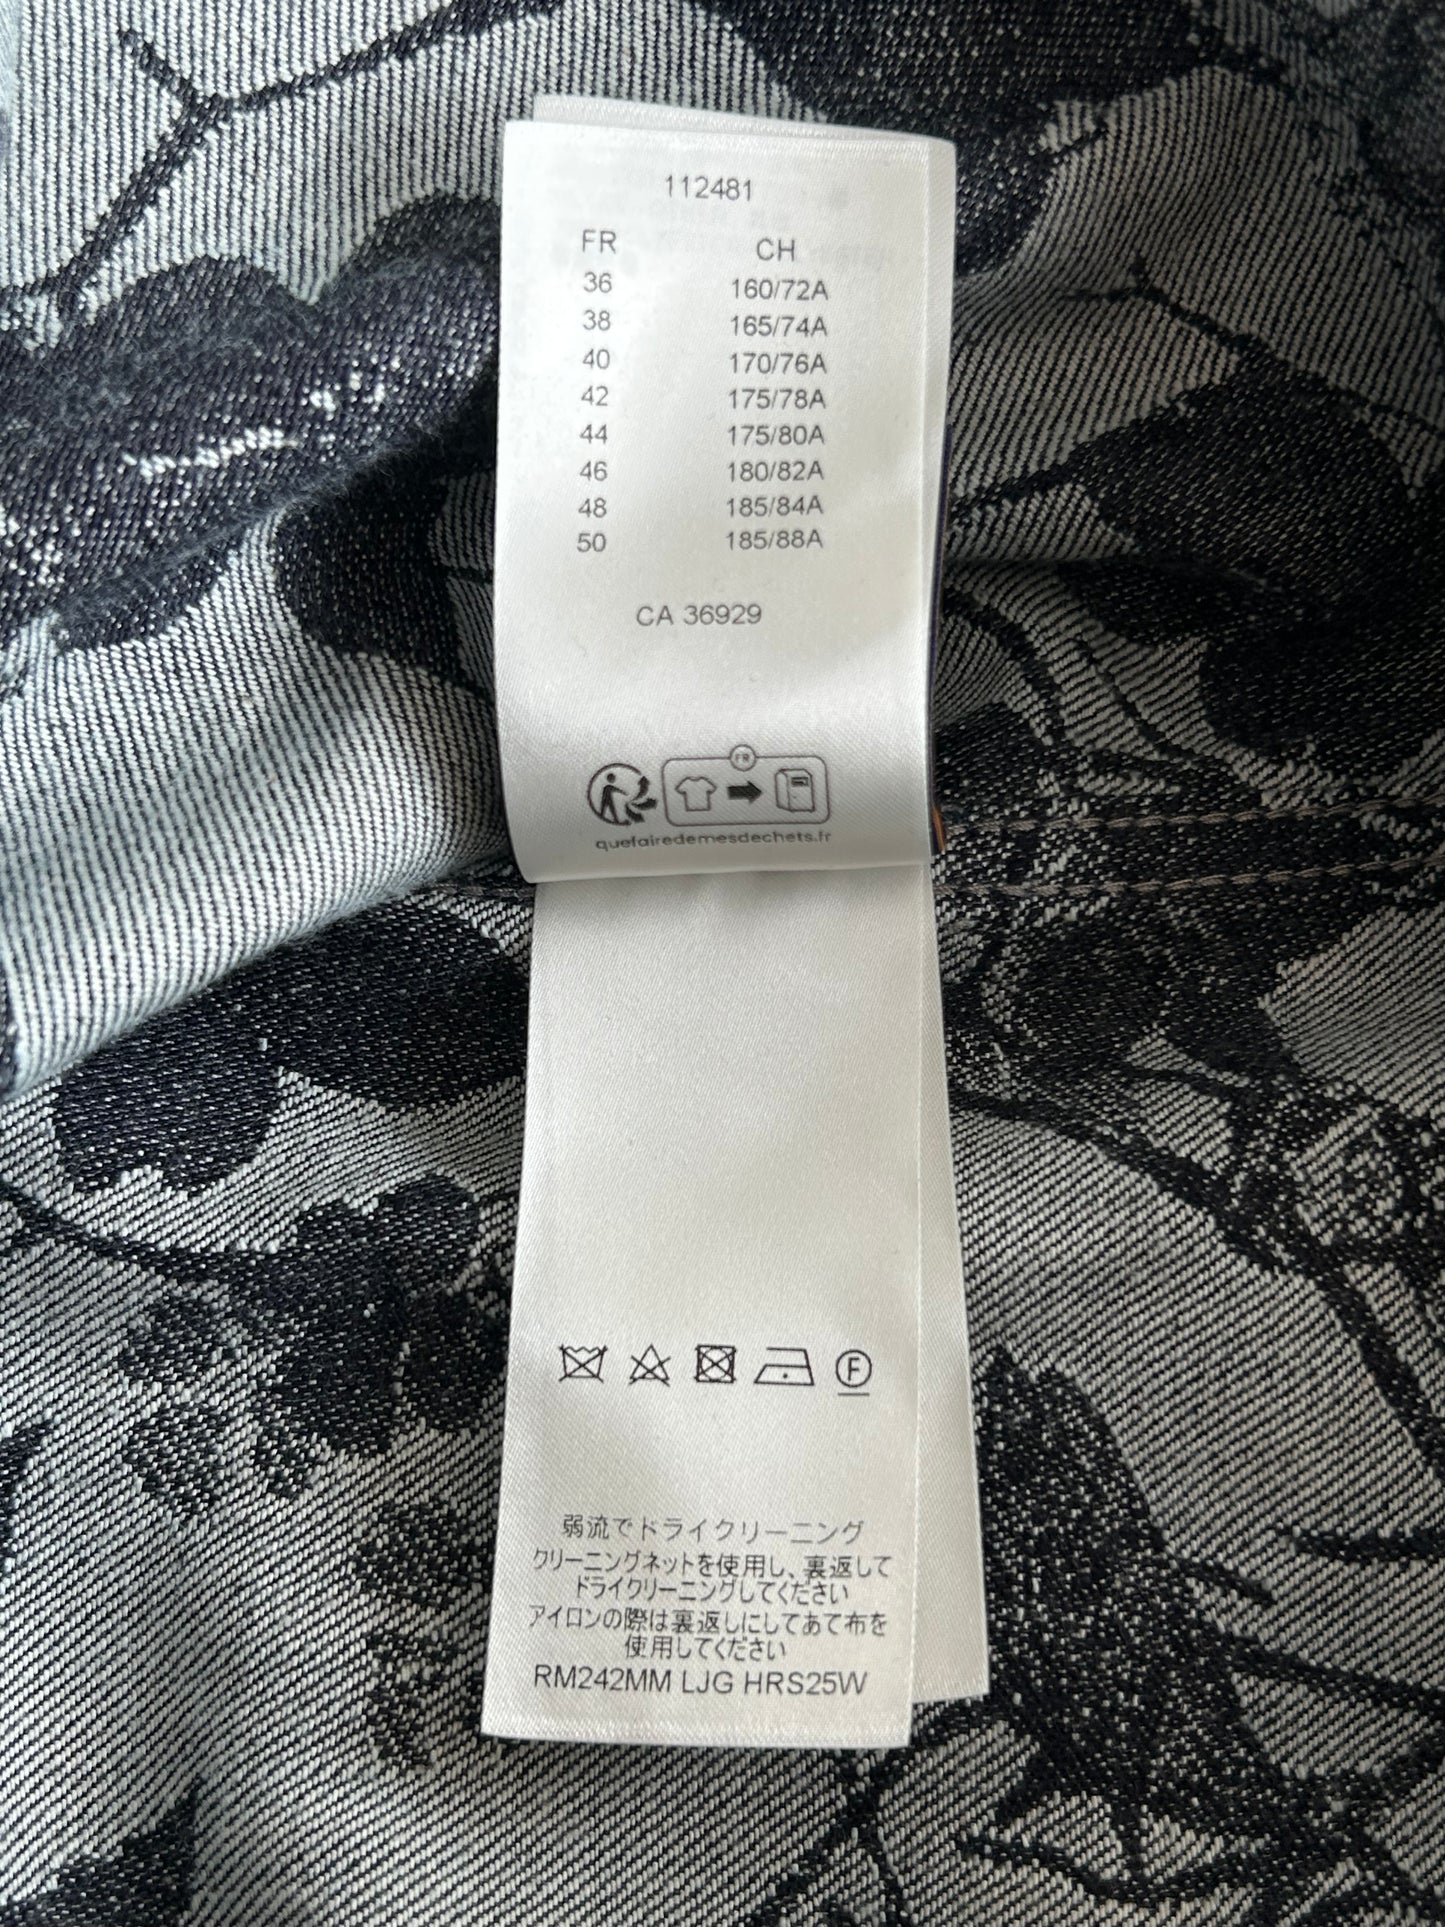 112481
FR CH
36 160/72A
38 165/74A
40 170/76A
42 175/78A
44 175/80A
46 180/82A
48 185/84A
50 185/88A
CA 36929
FR
quefairedemesdechets.fr
F
弱流でドライクリーニング
クリーニングネットを使用し、裏返して
ドライクリーニングしてください
アイロンの際は裏返しにしてあて布を
使用してください
RM242MM LJG HRS25W